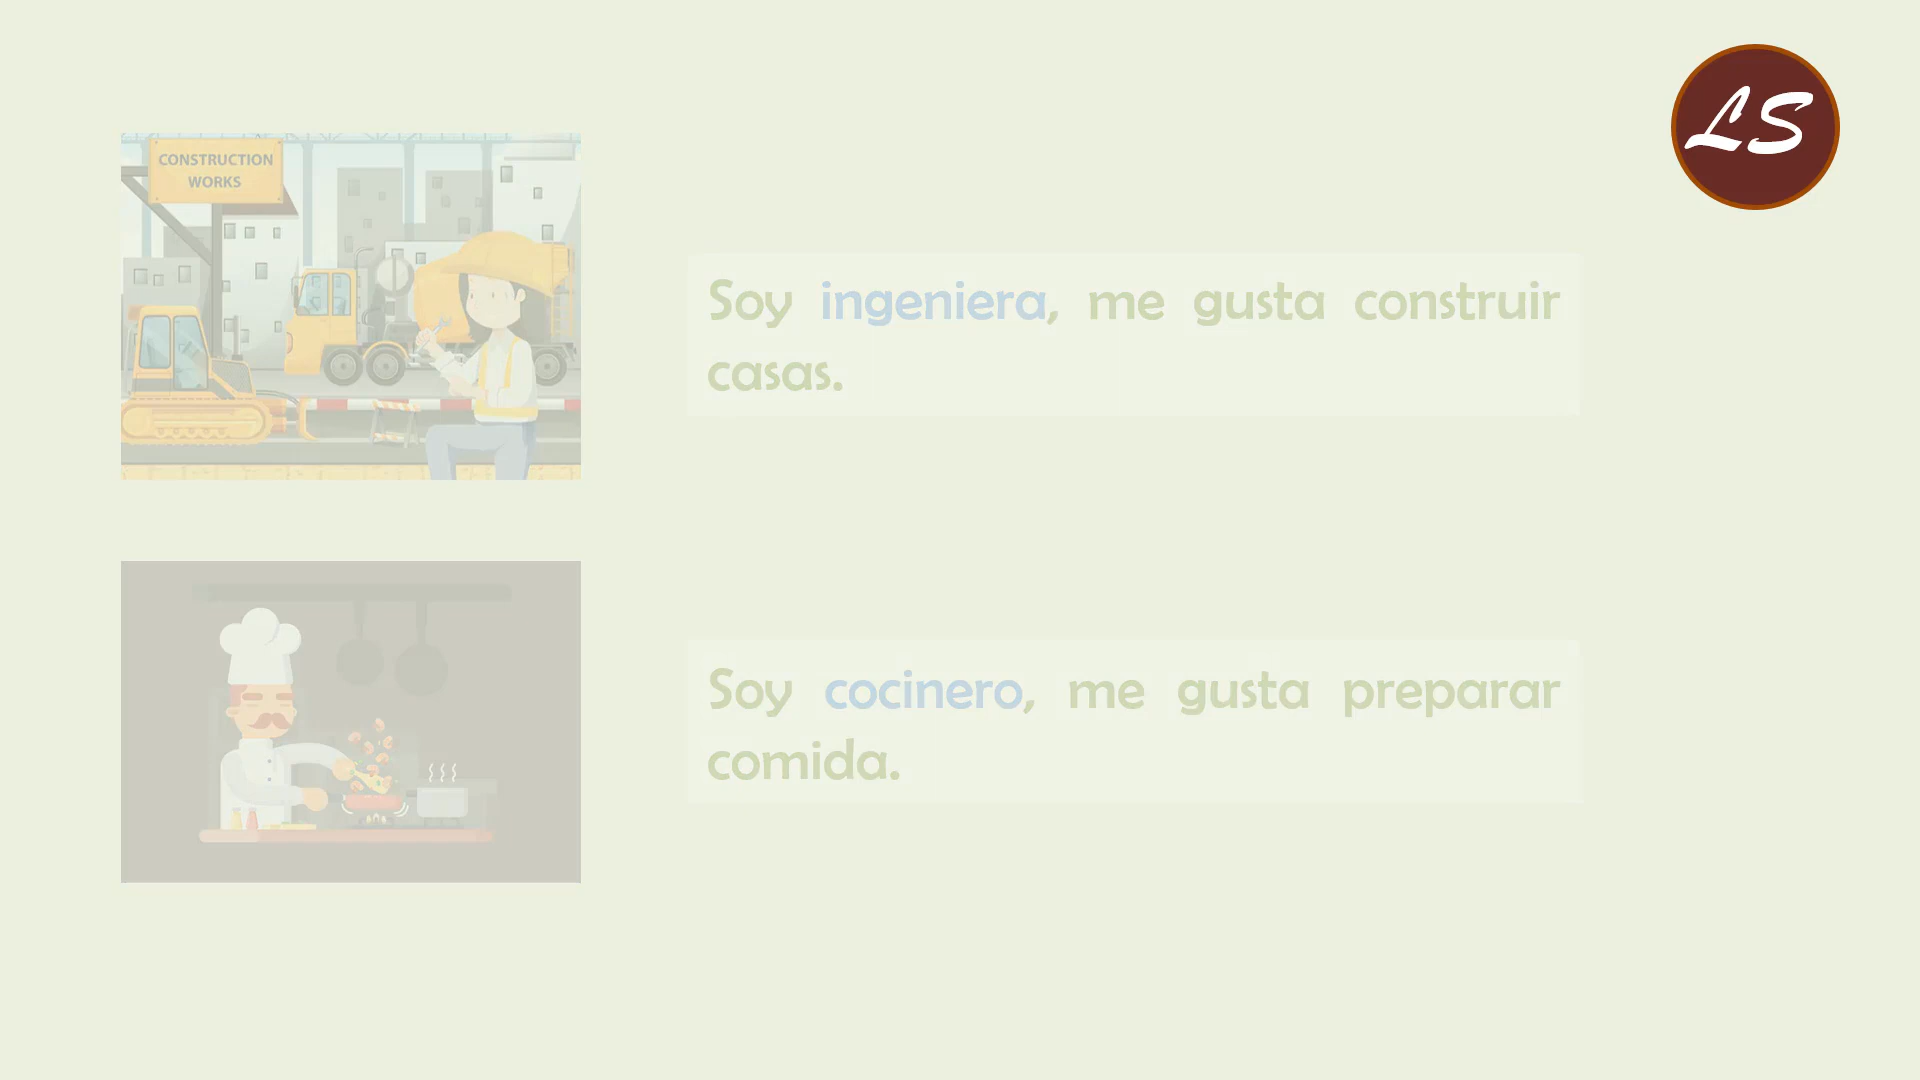 LS
CONSTRUCTION
WORKS
Soy ingeniera, me gusta construir
casas.
Soy cocinero, me gusta preparar
comida.